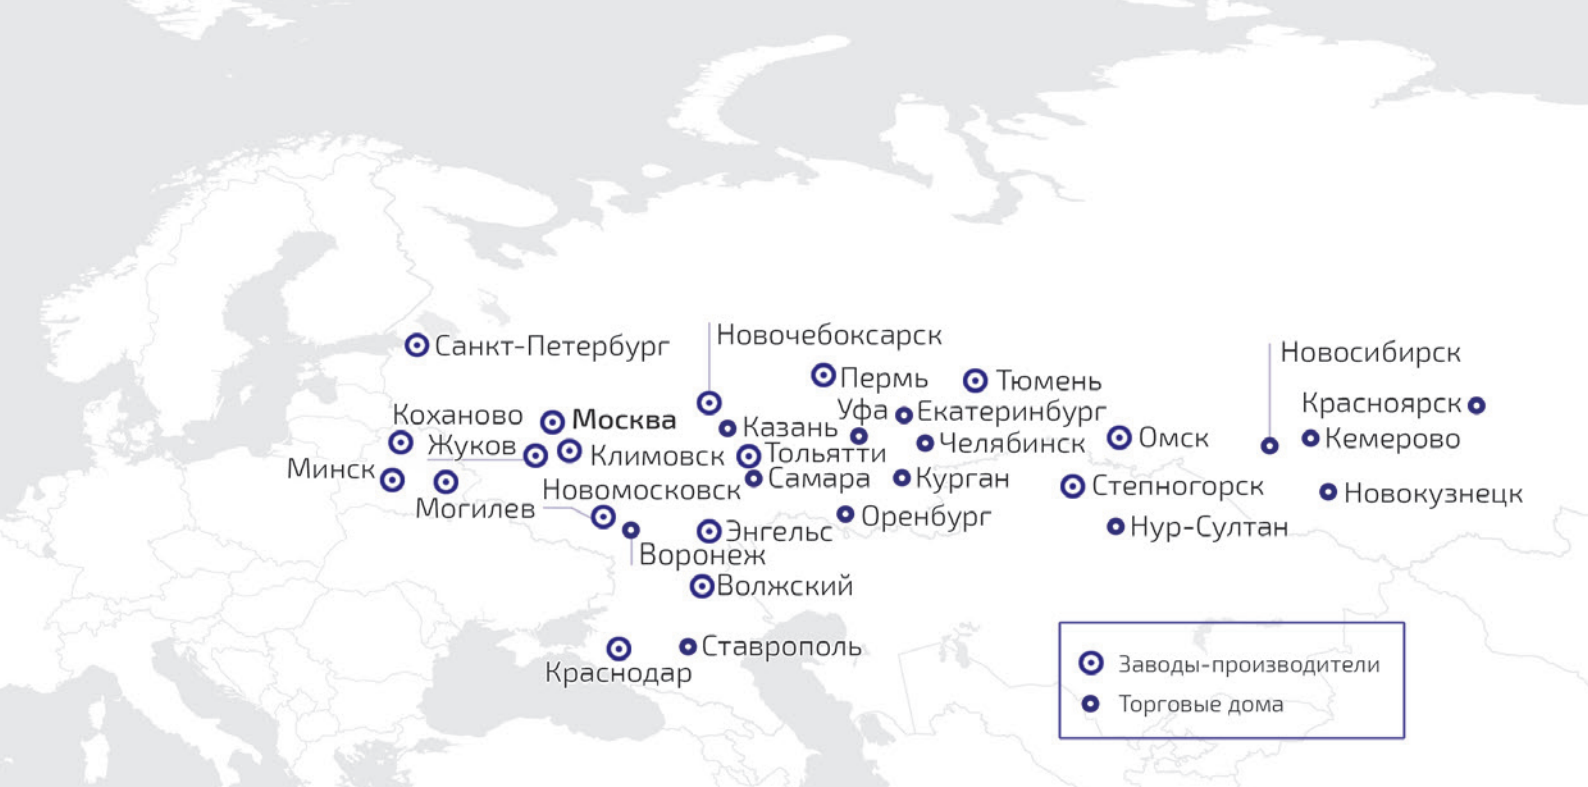 Новочебоксарск
Санкт-Петербург
Новосибирск
Пермь
Тюмень
Красноярск
Коханово
Москва
Уфа
Екатеринбург
Казань
Жуков
Климовск
Тольятти
Челябинск
Омск
Кемерово
Минск
Самара
Курган
Степногорск
Новокузнецк
Новомосковск
Могилев
Оренбург
Нур-Султан
Энгельс
Воронеж
Волжский
Ставрополь
Краснодар
Заводы-производители
Торговые дома